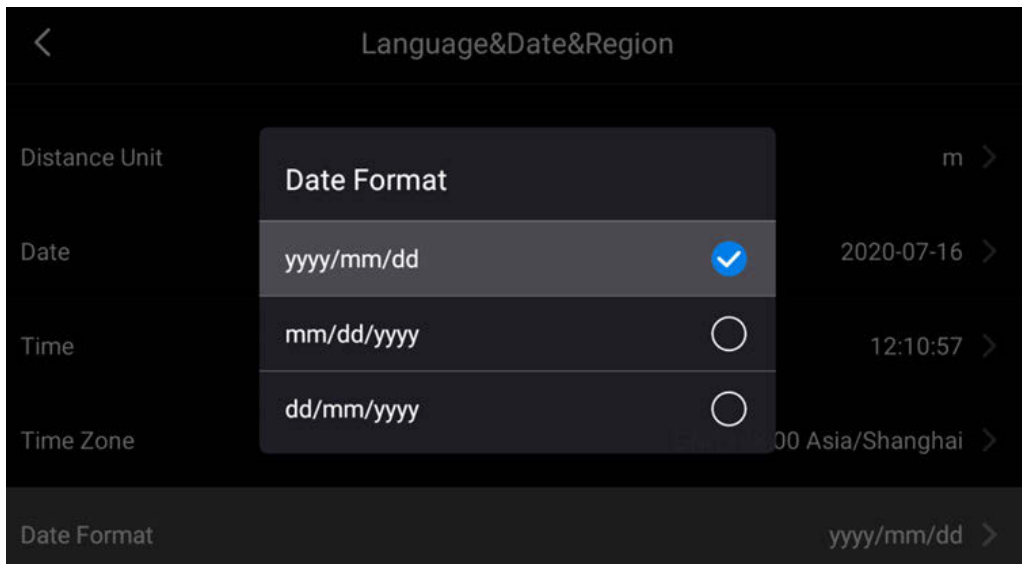 Language&Date&Region
Distance Unit
m
Date Format
Date
yyyy/mm/dd
2020-07-16
Time
mm/dd/yyyy
12:10:57
dd/mm/yyyy
Time Zone
00 Asia/Shanghai
Date Format
yyyy/mm/dd